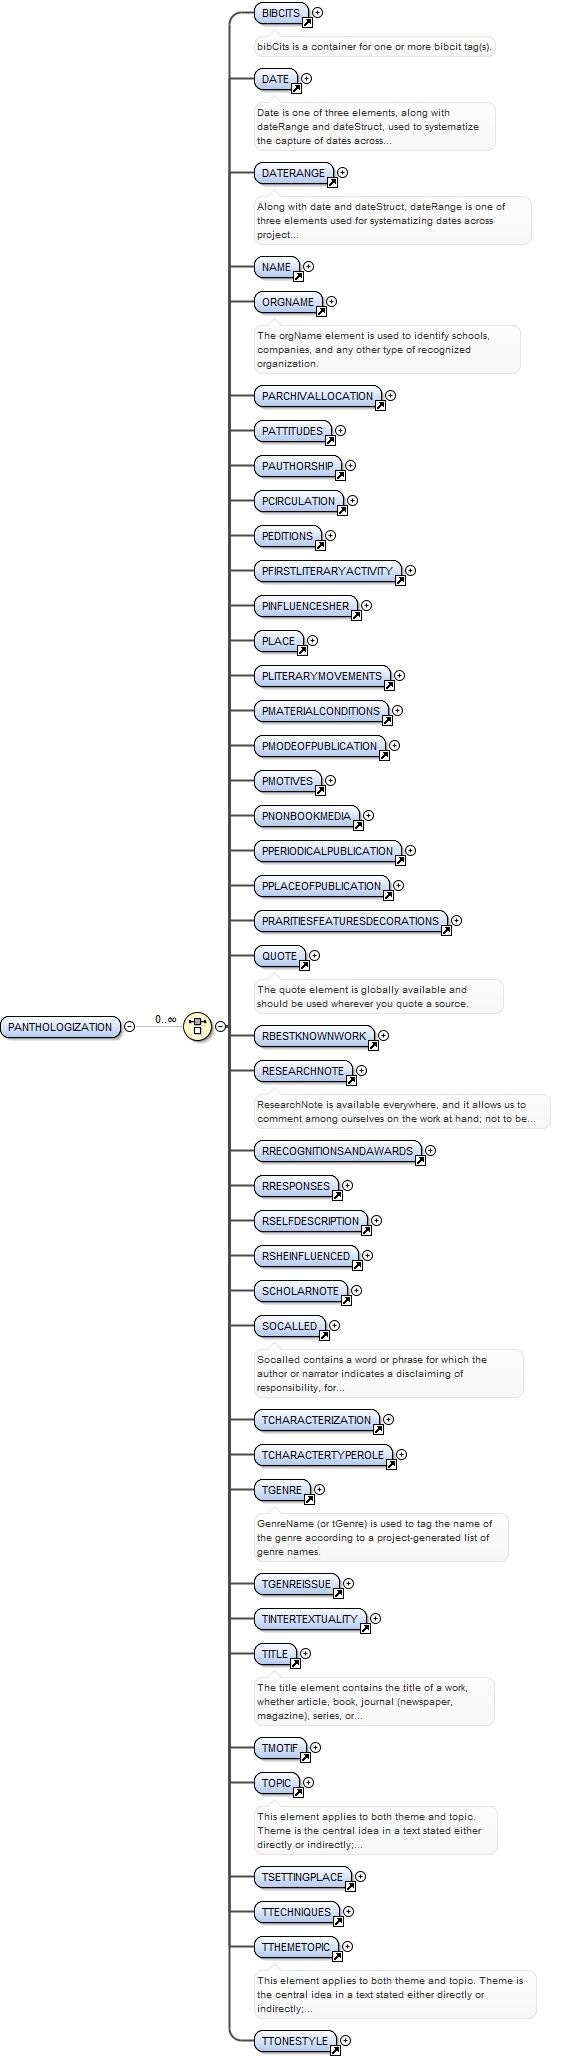 BIBCITS
bibCits is a container for one or more bibcit tag(s).
DATE
Date is one of three elements, along with
dateRange and dateStruct, used to systematize
the capture of dates across...
DATERANGE
Along with date and dateStruct, dateRange is one of
three elements used for systematizing dates across
project...
NAME
ORGNAME
The orgName element is used to identify schools,
companies, and any other type of recognized
organization.
PARCHIVALLOCATION
PATTITUDES
PAUTHORSHIP
PCIRCULATION
PEDITIONS
PFIRSTLITERARYACTIVITY
PINFLUENCESHER
PLACE
PLITERARYMOVEMENTS
PMATERIALCONDITIONS
PMODEOFPUBLICATION
PMOTIVES
PNONBOOKMEDIA
PPERIODICALPUBLICATION
PPLACEOFPUBLICATION
PRARITIESFEATURESDECORATIONS
QUOTE
The quote element is globally available and
should be used wherever you quote a source.
PANTHOLOGIZATION 0..∞
RBESTKNOWNWORK
RESEARCHNOTE
ResearchNote is available everywhere, and it allows us to
comment among ourselves on the work at hand; not to be...
RRECOGNITIONSANDAWARDS
RRESPONSES
RSELFDESCRIPTION
RSHEINFLUENCED
SCHOLARNOTE
SOCALLED
Socalled contains a word or phrase for which the
author or narrator indicates a disclaiming of
responsibility, for...
TCHARACTERIZATION
TCHARACTERTYPEROLE
TGENRE
GenreName (or tGenre) is used to tag the name of
the genre according to a project-generated list of
genre names.
TGENREISSUE
TINTERTEXTUALITY
TITLE
The title element contains the title of a work,
whether article, book, journal (newspaper,
magazine), series, or...
TMOTIF
TOPIC
This element applies to both theme and topic.
Theme is the central idea in a text stated either
directly or indirectly;...
TSETTINGPLACE
TTECHNIQUES
TTHEMETOPIC
This element applies to both theme and topic. Theme is
the central idea in a text stated either directly or
indirectly;...
TTONESTYLE